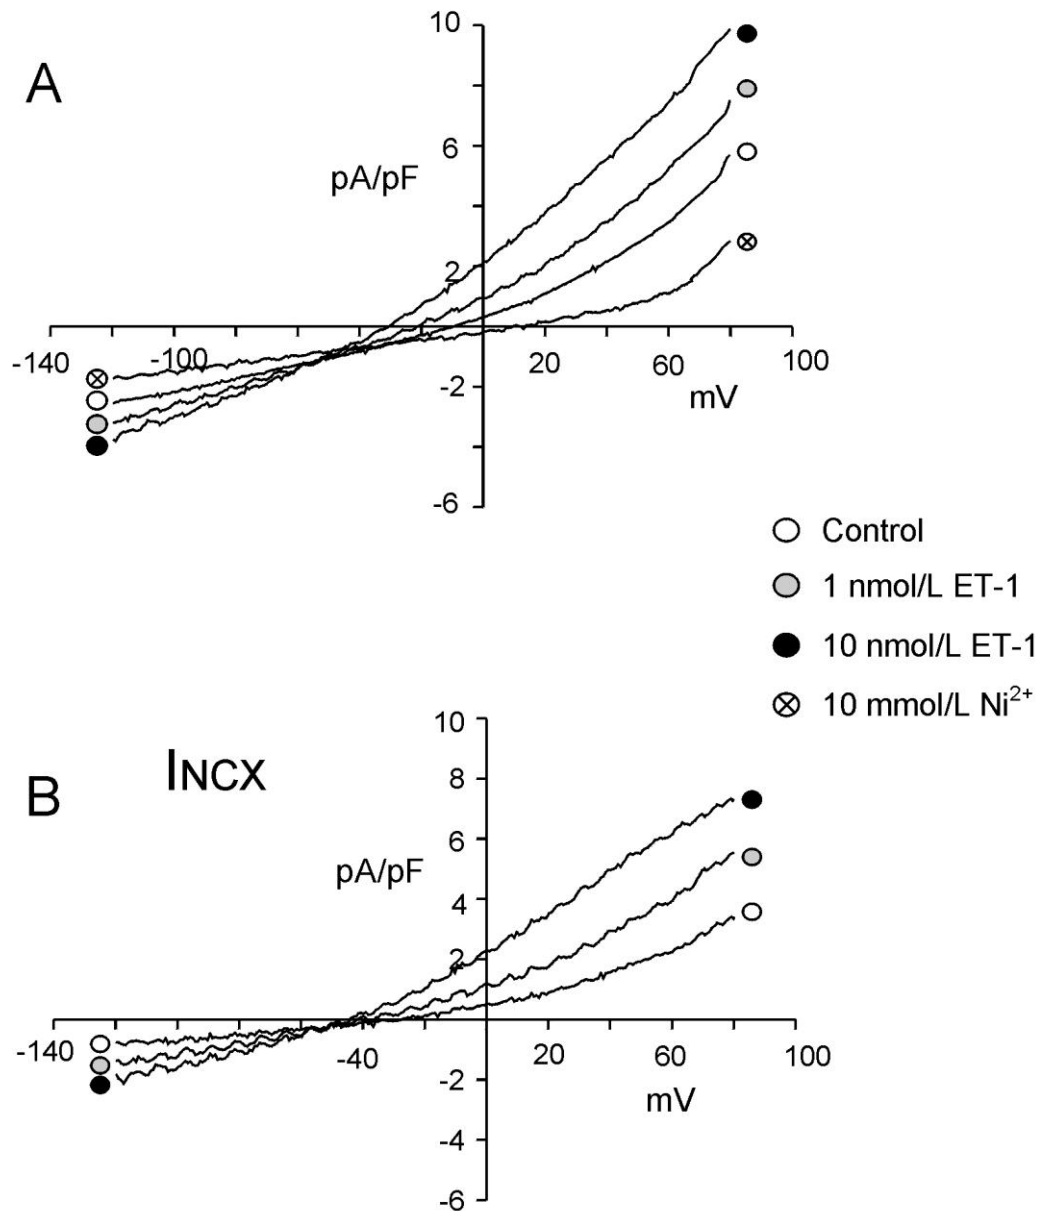 A
10
6
pA/pF
2
-140 -100 20 60 100
-2
mV
-6
Control
1 nmol/L ET-1
10 nmol/L ET-1
10 mmol/L Ni²⁺
B
INCX
10
8
6
pA/pF
4
2
-140 -40 20 60 100
-2
mV
-4
-6